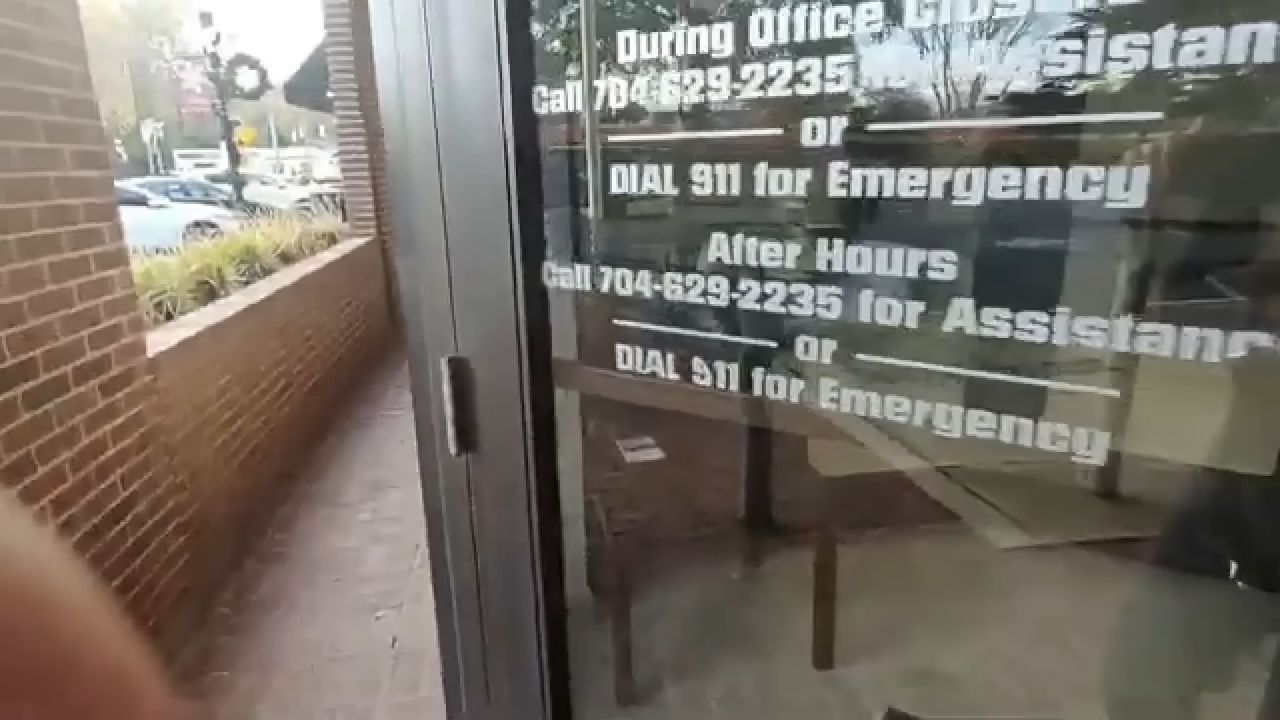 During Office
Call 704-629-2235
or
DIAL 911 for Emergency
After Hours
Call 704-629-2235 for Assistanc
or
DIAL 911 for Emergency